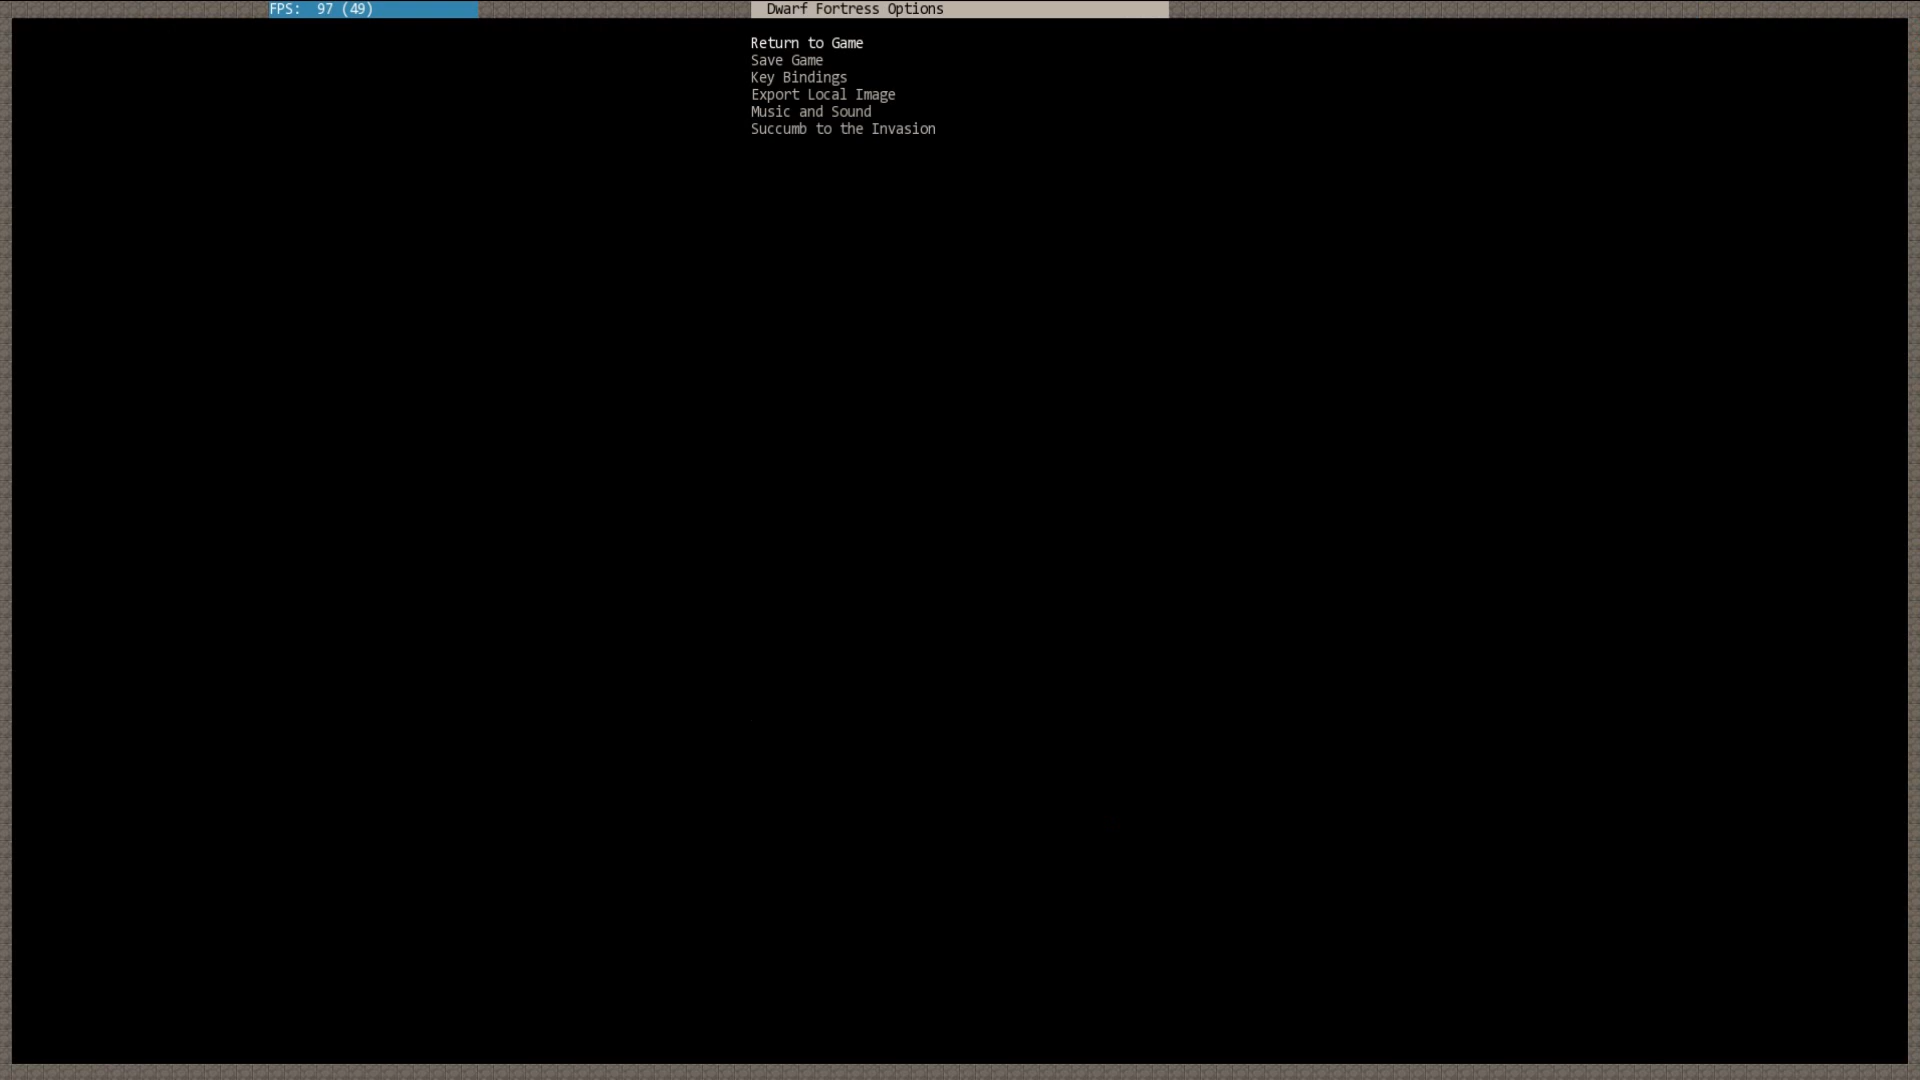 FPS: 97 (49)
Dwarf Fortress Options
Return to Game
Save Game
Key Bindings
Export Local Image
Music and Sound
Succumb to the Invasion